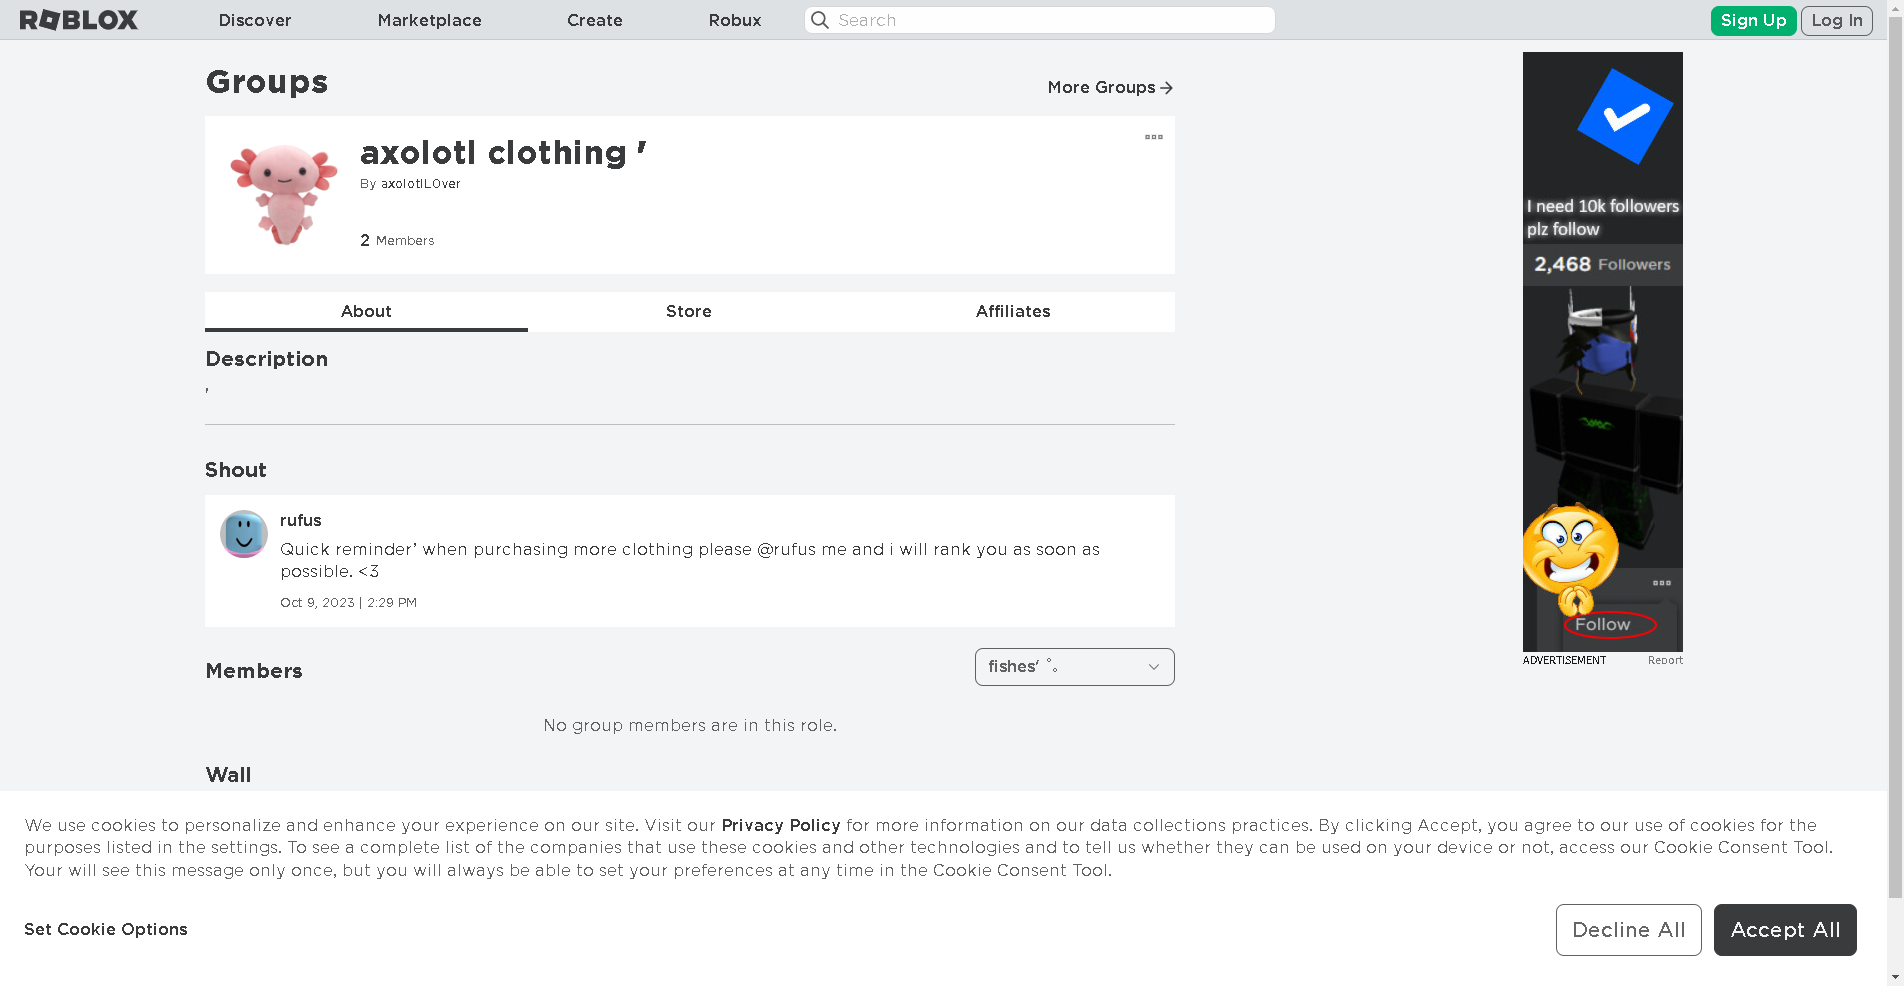 ROBLOX
Discover
Marketplace
Create
Robux
Search
Sign Up
Log In
Groups
More Groups
axolotl clothing '
By axolotlL0ver
2 Members
About
Store
Affiliates
Description
'
Shout
rufus
Quick reminder’ when purchasing more clothing please @rufus me and i will rank you as soon as
possible. <3
Oct 9, 2023 | 2:29 PM
Members
fishes' ˚。
No group members are in this role.
Wall
I need 10k followers
plz follow
2,468 Followers
Follow
ADVERTISEMENT
Report
We use cookies to personalize and enhance your experience on our site. Visit our Privacy Policy for more information on our data collections practices. By clicking Accept, you agree to our use of cookies for the
purposes listed in the settings. To see a complete list of the companies that use these cookies and other technologies and to tell us whether they can be used on your device or not, access our Cookie Consent Tool.
Your will see this message only once, but you will always be able to set your preferences at any time in the Cookie Consent Tool.
Set Cookie Options
Decline All
Accept All